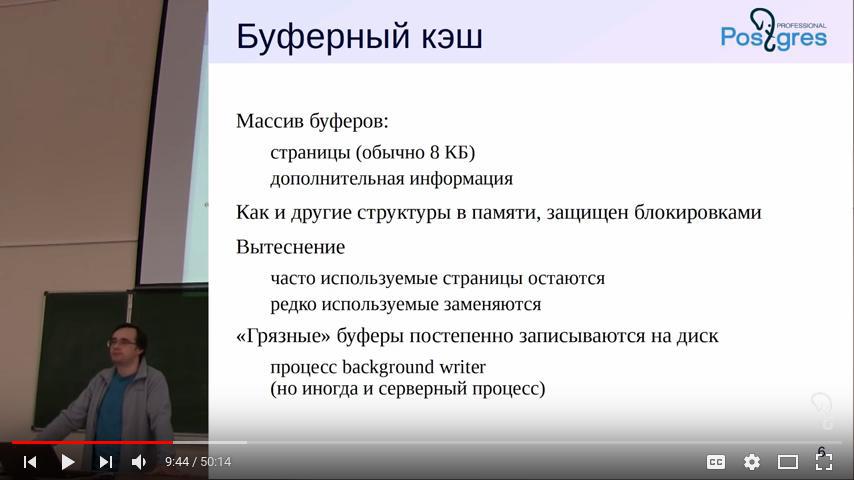 Буферный кэш
PROFESSIONAL
Postgres
Массив буферов:
страницы (обычно 8 КБ)
дополнительная информация
Как и другие структуры в памяти, защищен блокировками
Вытеснение
часто используемые страницы остаются
редко используемые заменяются
«Грязные» буферы постепенно записываются на диск
процесс background writer
(но иногда и серверный процесс)
6
9:44 / 50:14
CC